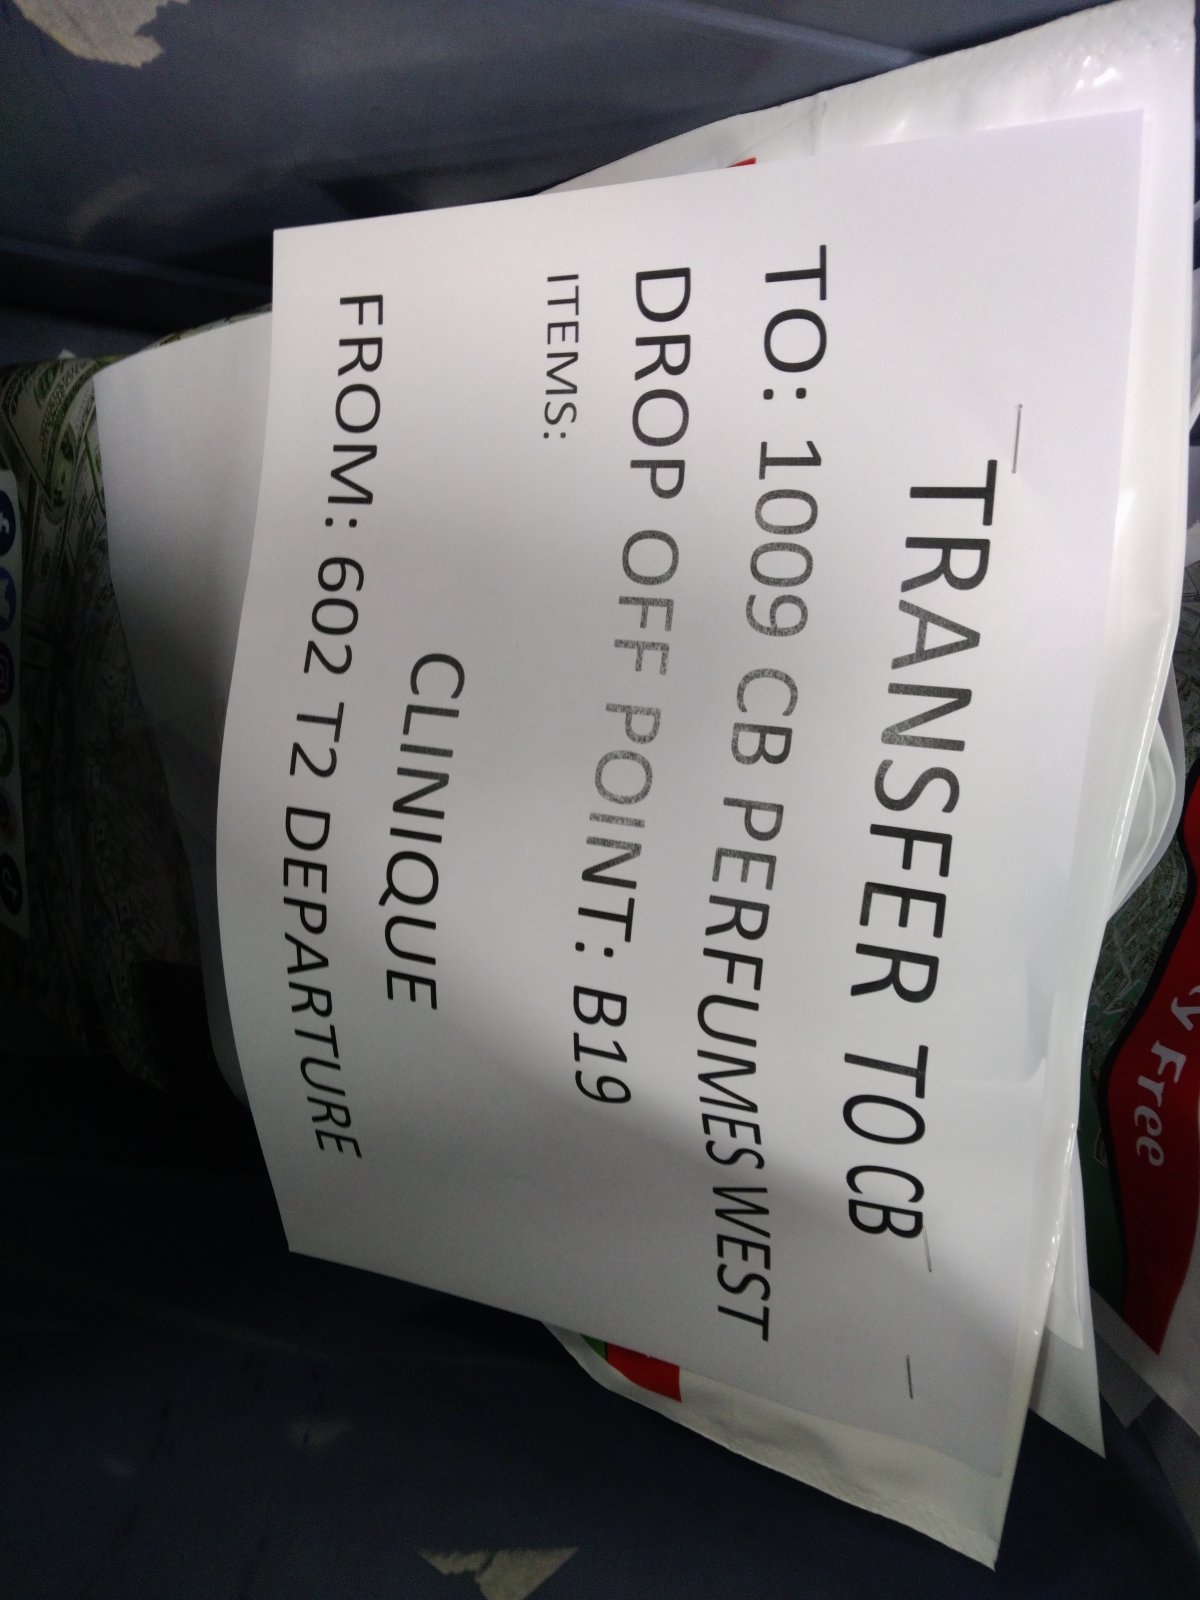 TRANSFER TO CB
TO: 1009 CB PERFUMES WEST
DROP OFF POINT: B19
ITEMS:
CLINIQUE
FROM: 602 T2 DEPARTURE
y Free